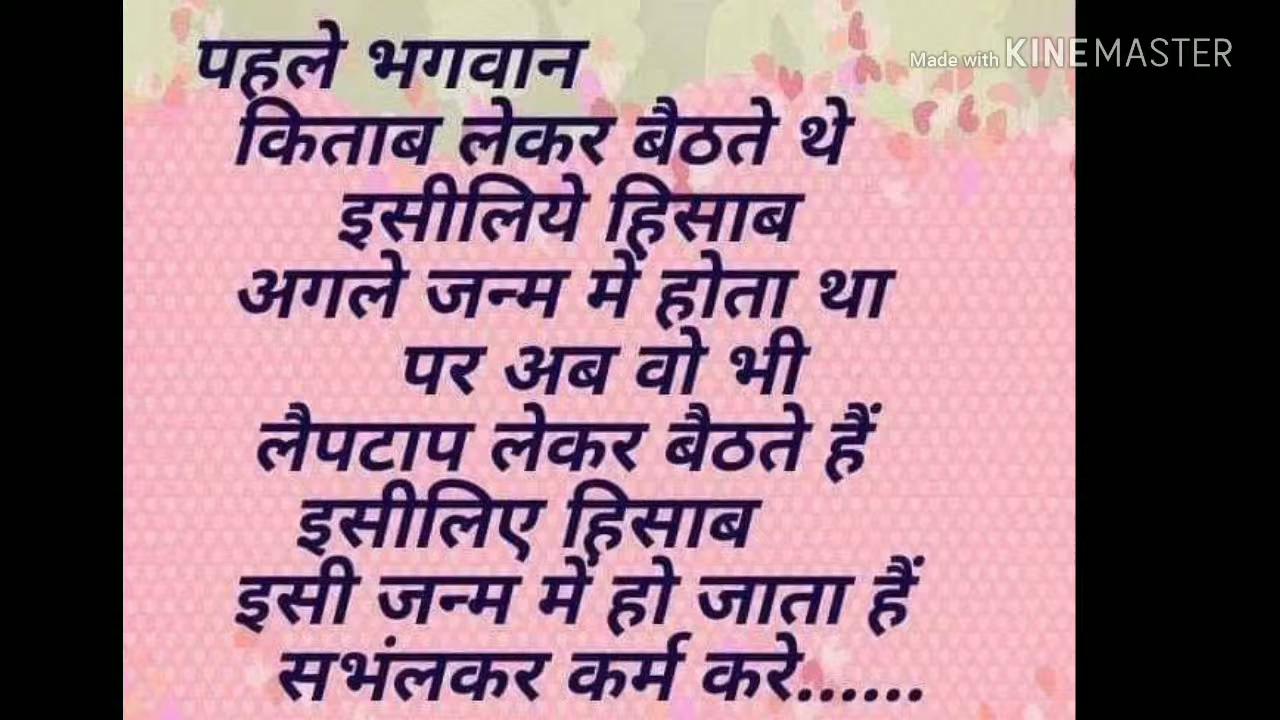 पहले भगवान
Made with KINEMASTER
किताब लेकर बैठते थे
इसीलिये हिसाब
अगले जन्म में होता था
पर अब वो भी
लैपटाप लेकर बैठते हैं
इसीलिए हिसाब
इसी जन्म में हो जाता हैं
सभंलकर कर्म करे......